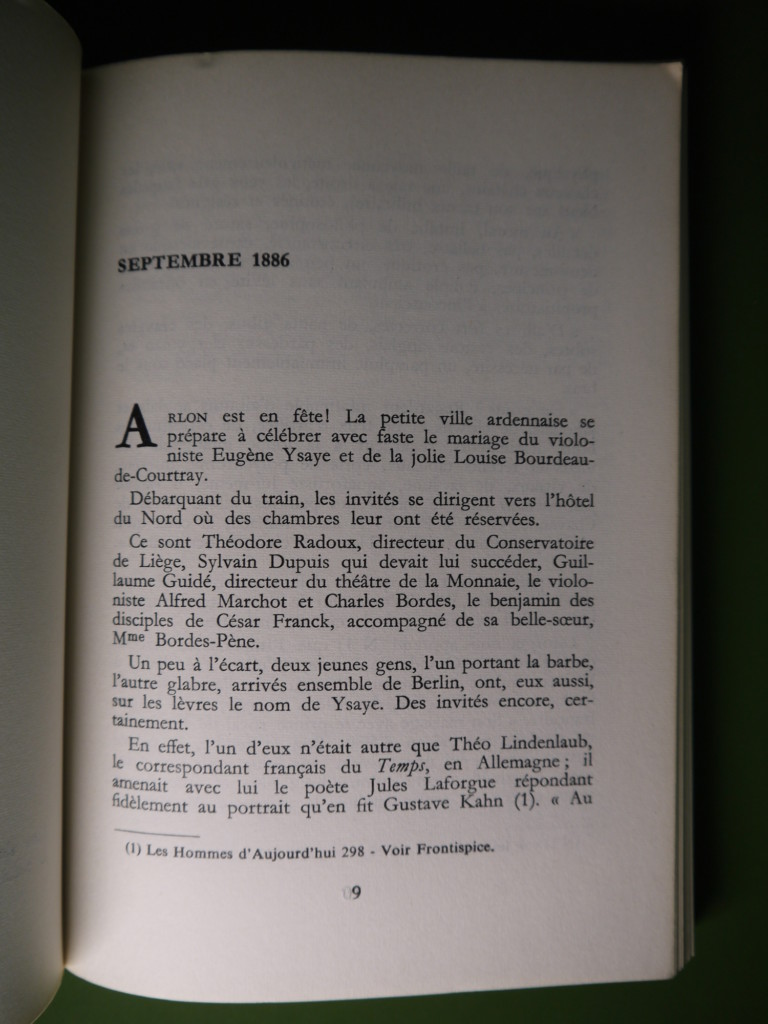 SEPTEMBRE 1886
ARLON est en fête! La petite ville ardennaise se
prépare à célébrer avec faste le mariage du violo-
niste Eugène Ysaye et de la jolie Louise Bourdeau-
de-Courtray.
Débarquant du train, les invités se dirigent vers l'hôtel
du Nord où des chambres leur ont été réservées.
Ce sont Théodore Radoux, directeur du Conservatoire
de Liège, Sylvain Dupuis qui devait lui succéder, Guil-
laume Guidé, directeur du théâtre de la Monnaie, le violo-
niste Alfred Marchot et Charles Bordes, le benjamin des
disciples de César Franck, accompagné de sa belle-sœur,
Mme Bordes-Pène.
Un peu à l'écart, deux jeunes gens, l'un portant la barbe,
l'autre glabre, arrivés ensemble de Berlin, ont, eux aussi,
sur les lèvres le nom de Ysaye. Des invités encore, cer-
tainement.
En effet, l'un d'eux n'était autre que Théo Lindenlaub,
le correspondant français du Temps, en Allemagne ; il
amenait avec lui le poète Jules Laforgue répondant
fidèlement au portrait qu'en fit Gustave Kahn (1). « Au
(1) Les Hommes d'Aujourd'hui 298 - Voir Frontispice.
9